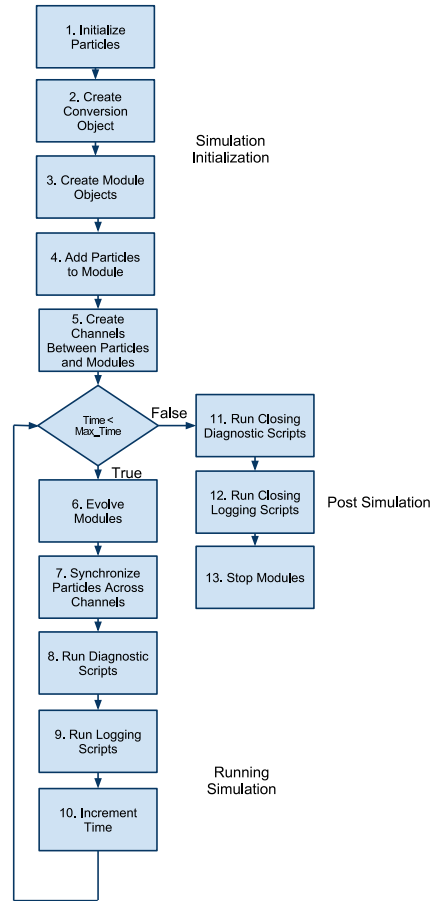 1. Initialize
Particles
2. Create
Conversion
Object
Simulation
Initialization
3. Create Module
Objects
4. Add Particles
to Module
5. Create
Channels
Between Particles
and Modules
Time <
Max_Time
False
True
11. Run Closing
Diagnostic Scripts
12. Run Closing
Logging Scripts
Post Simulation
13. Stop Modules
6. Evolve
Modules
7. Synchronize
Particles Across
Channels
8. Run Diagnostic
Scripts
9. Run Logging
Scripts
Running
Simulation
10. Increment
Time